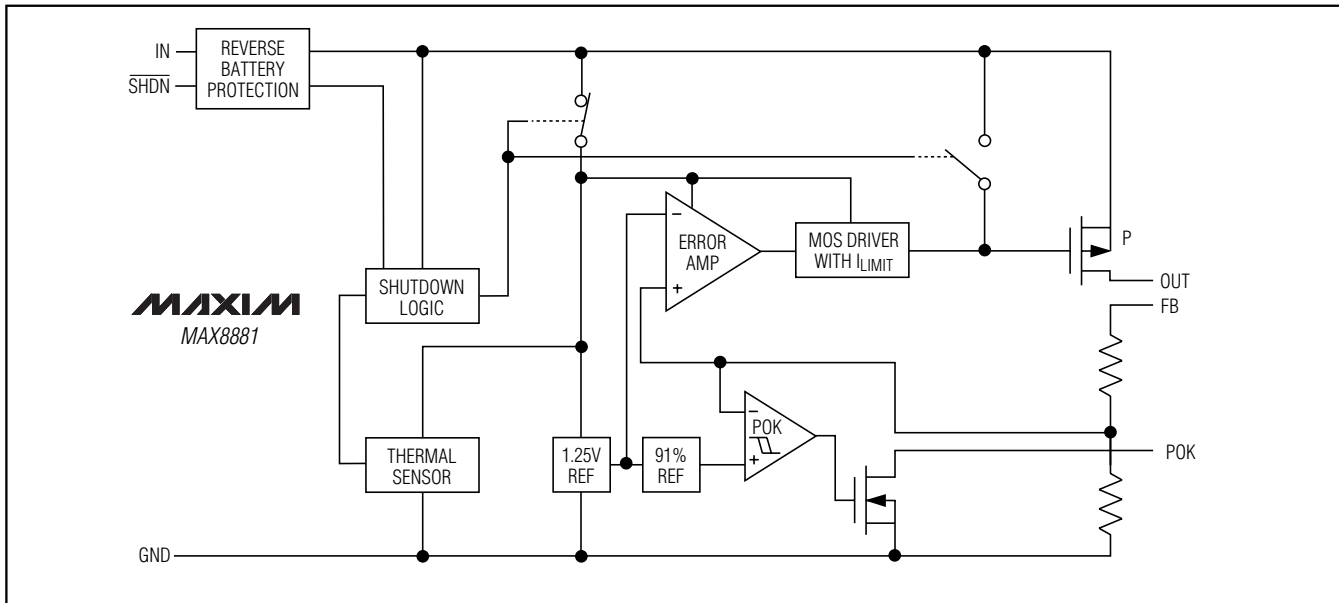 IN
SHDN
REVERSE
BATTERY
PROTECTION
P
ERROR
AMP
−
+
MOS DRIVER
WITH ILIMIT
OUT
FB
SHUTDOWN
LOGIC
MAXIM
MAX8881
THERMAL
SENSOR
1.25V
REF
91%
REF
−
POK
+
POK
GND